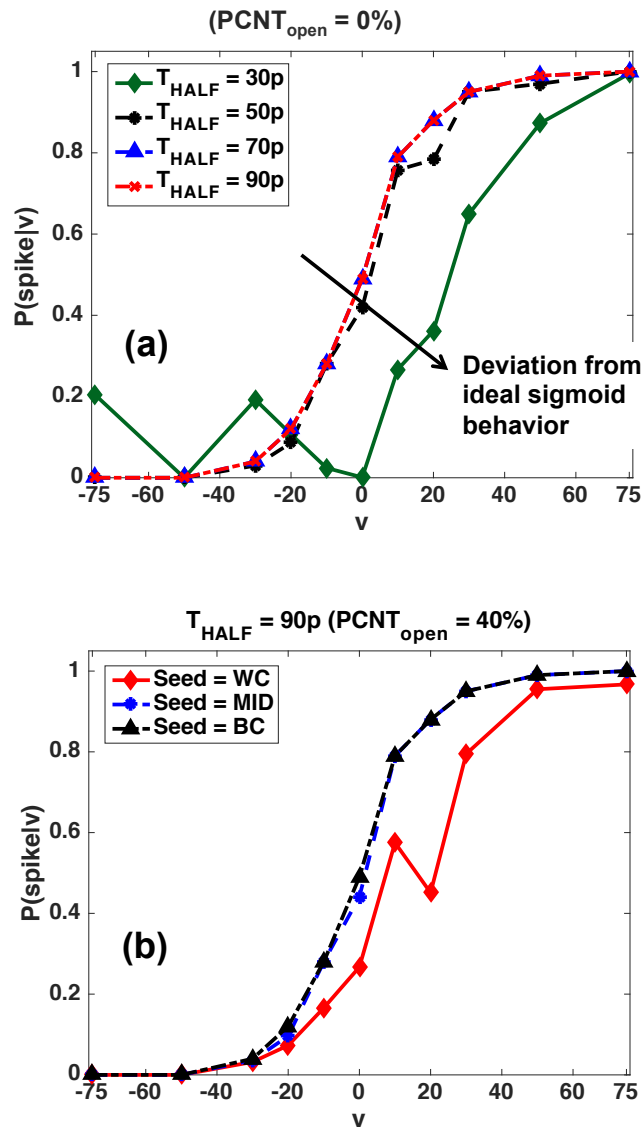 (PCNT_open = 0%)
1
0.8
0.6
0.4
0.2
0
P(spike|v)
T_HALF = 30p
T_HALF = 50p
T_HALF = 70p
T_HALF = 90p
(a)
Deviation from
ideal sigmoid
behavior
-75 -60 -40 -20 0 20 40 60 75
v
T_HALF = 90p (PCNT_open = 40%)
1
0.8
0.6
0.4
0.2
0
P(spike|v)
Seed = WC
Seed = MID
Seed = BC
(b)
-75 -60 -40 -20 0 20 40 60 75
v